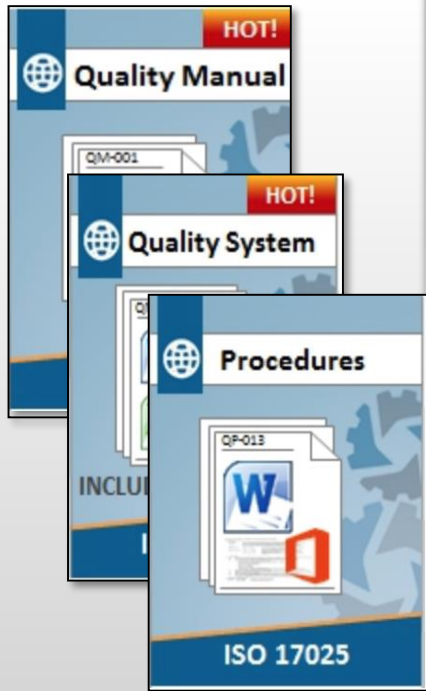 HOT!
Quality Manual
QM-001
HOT!
Quality System
INCLU
Procedures
QP-013
W
ISO 17025